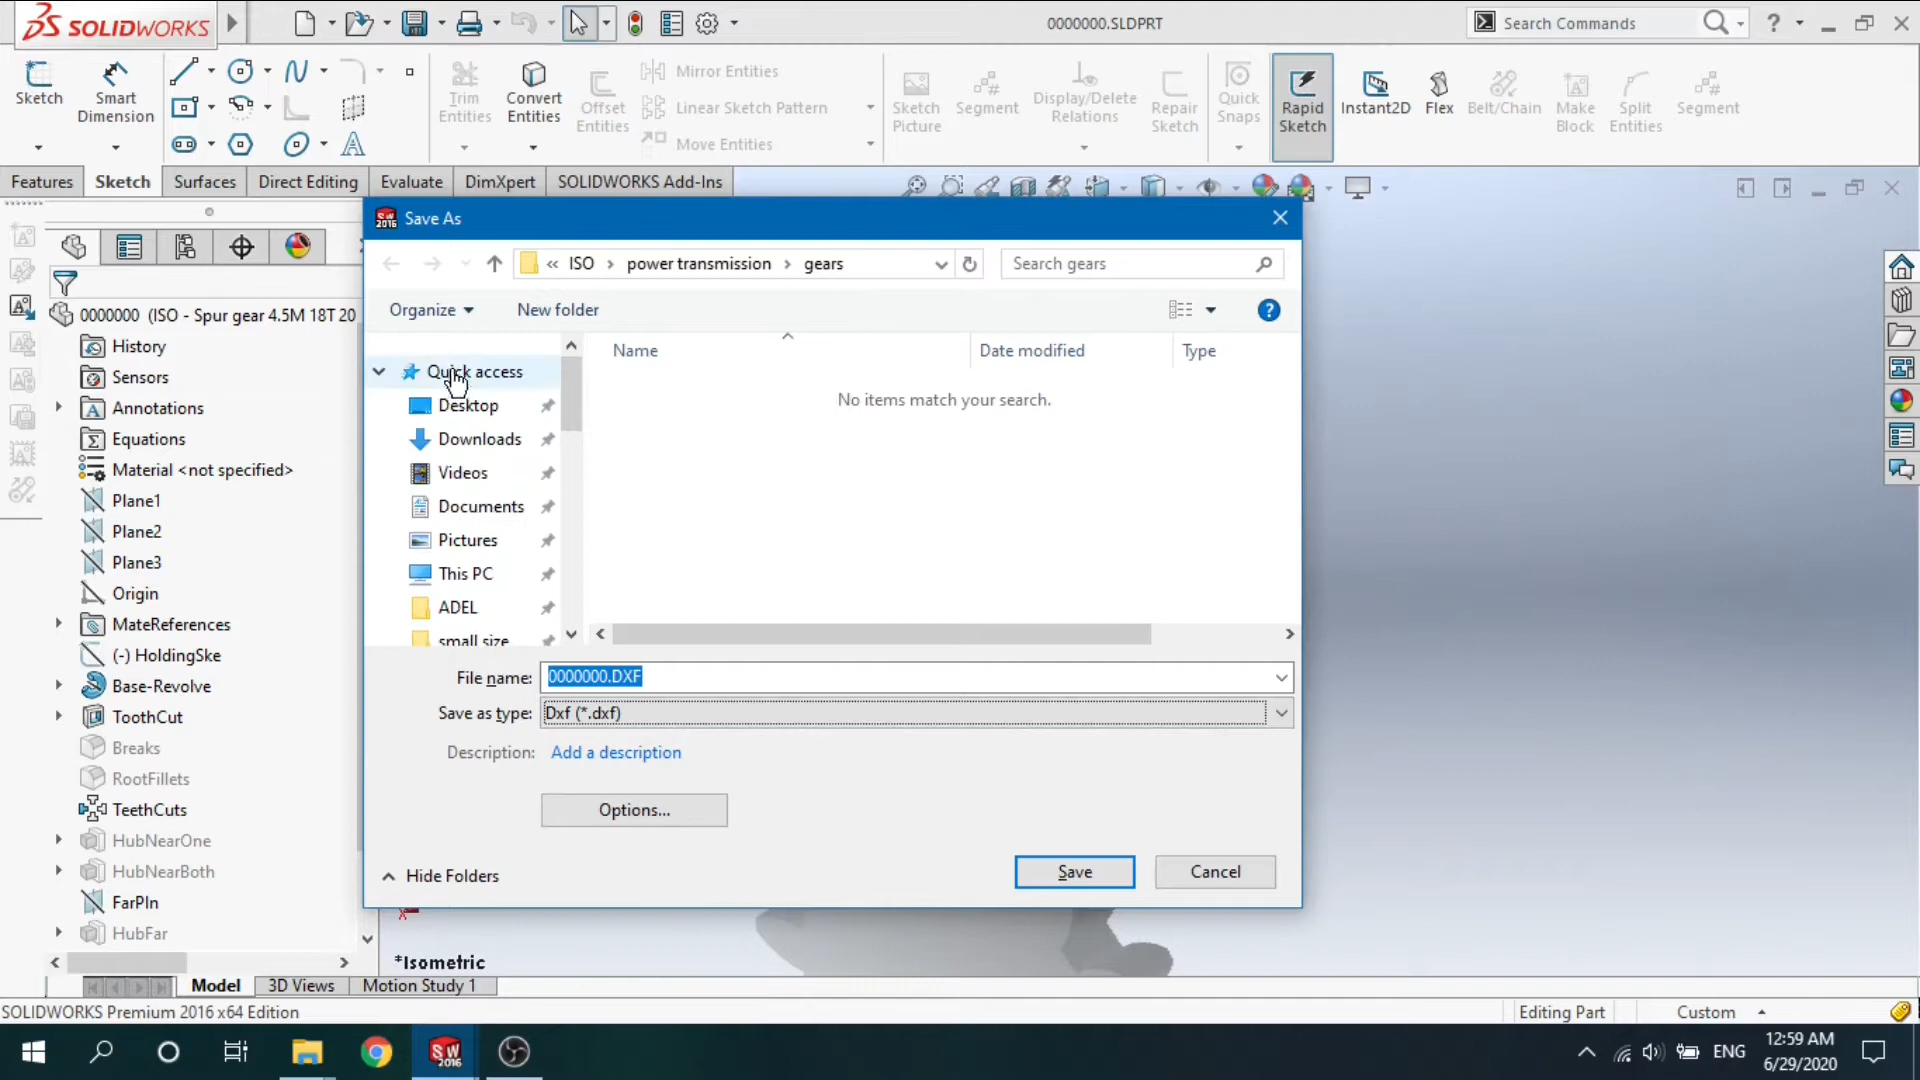 SOLIDWORKS
0000000.SLDPRT
Search Commands
Sketch
Smart Dimension
Trim Entities
Convert Entities
Offset Entities
Mirror Entities
Linear Sketch Pattern
Move Entities
Sketch Picture
Segment
Display/Delete Relations
Repair Sketch
Quick Snaps
Rapid Sketch
Instant2D
Flex
Belt/Chain
Make Block
Split Entities
Segment
Features
Sketch
Surfaces
Direct Editing
Evaluate
DimXpert
SOLIDWORKS Add-Ins
0000000 (ISO - Spur gear 4.5M 18T 20
History
Sensors
Annotations
Equations
Material <not specified>
Plane1
Plane2
Plane3
Origin
MateReferences
(-) HoldingSke
Base-Revolve
ToothCut
Breaks
RootFillets
TeethCuts
HubNearOne
HubNearBoth
FarPln
HubFar
SW 2016
Save As
« ISO › power transmission › gears
Search gears
Organize
New folder
Name
Date modified
Type
No items match your search.
Quick access
Desktop
Downloads
Videos
Documents
Pictures
This PC
ADEL
small size
File name: 0000000.DXF
Save as type: Dxf (*.dxf)
Description: Add a description
Options...
Hide Folders
Save
Cancel
*Isometric
Model
3D Views
Motion Study 1
SOLIDWORKS Premium 2016 x64 Edition
Editing Part
Custom
SW 2016
ENG
12:59 AM
6/29/2020